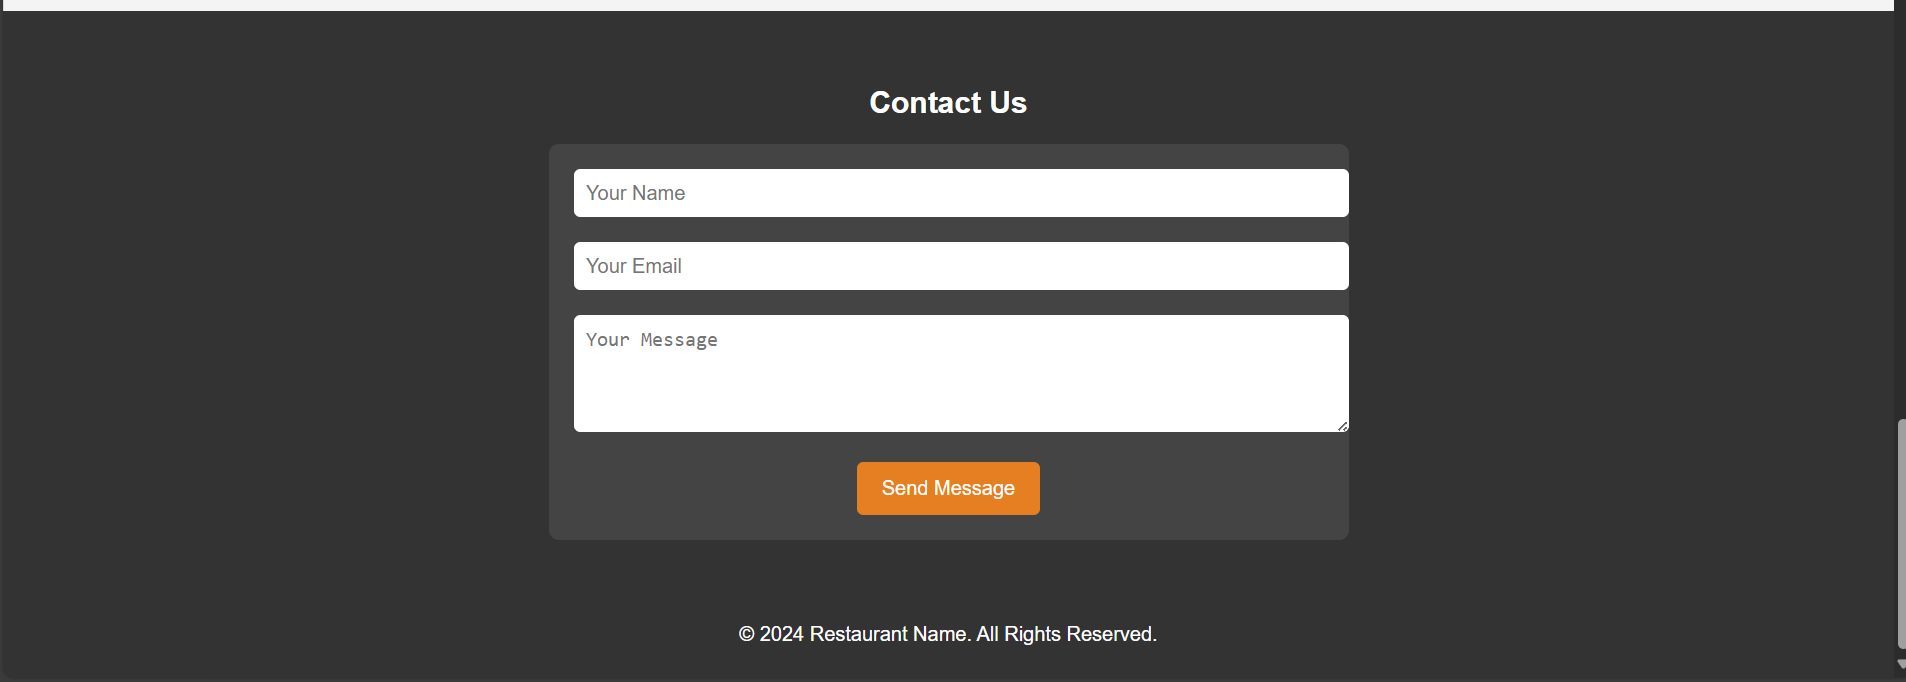 Contact Us
Your Name
Your Email
Your Message
Send Message
© 2024 Restaurant Name. All Rights Reserved.